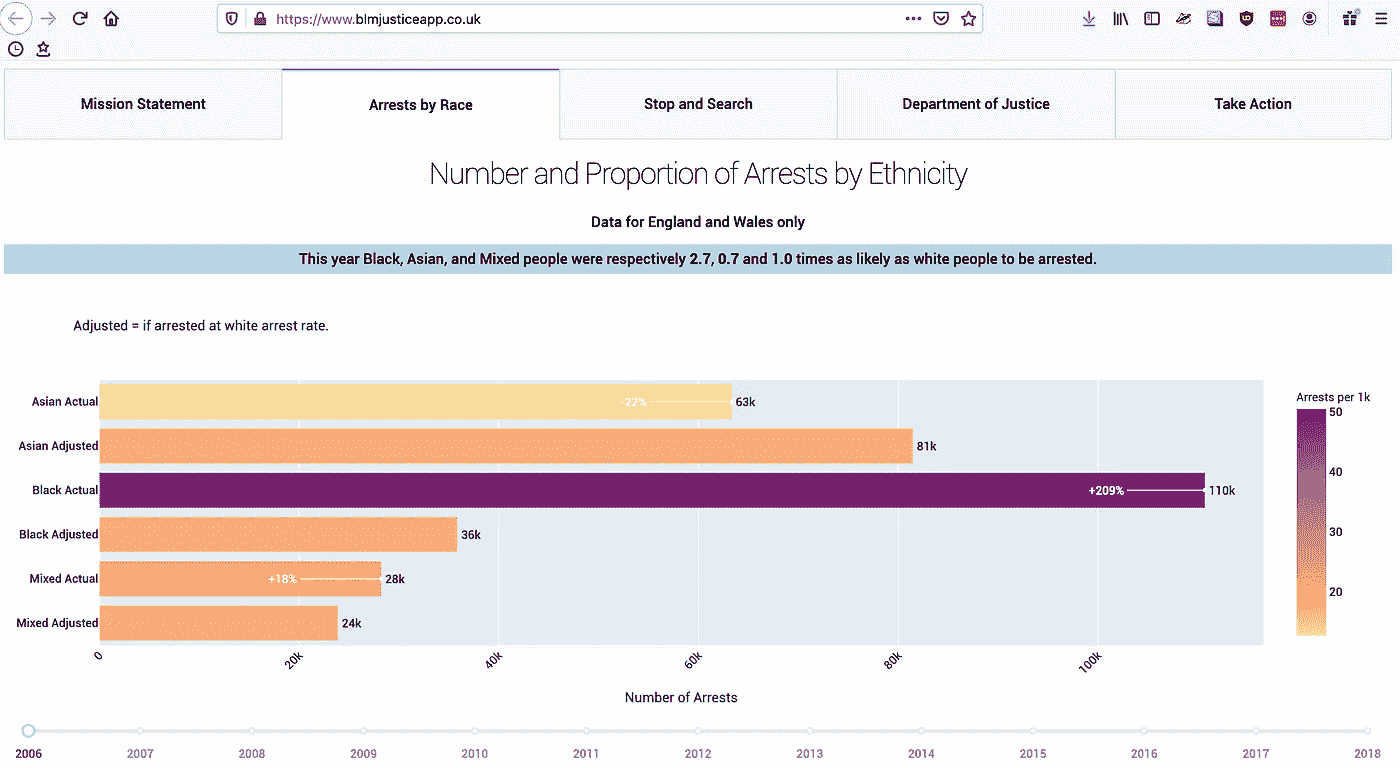 https://www.blmjusticeapp.co.uk
Mission Statement
Arrests by Race
Stop and Search
Department of Justice
Take Action
Number and Proportion of Arrests by Ethnicity
Data for England and Wales only
This year Black, Asian, and Mixed people were respectively 2.7, 0.7 and 1.0 times as likely as white people to be arrested.
Adjusted = if arrested at white arrest rate.
Asian Actual
-22%
63k
Asian Adjusted
81k
Black Actual
+209%
110k
Black Adjusted
36k
Mixed Actual
+18%
28k
Mixed Adjusted
24k
0
20k
40k
60k
80k
100k
Number of Arrests
Arrests per 1k
50
40
30
20
2006
2007
2008
2009
2010
2011
2012
2013
2014
2015
2016
2017
2018